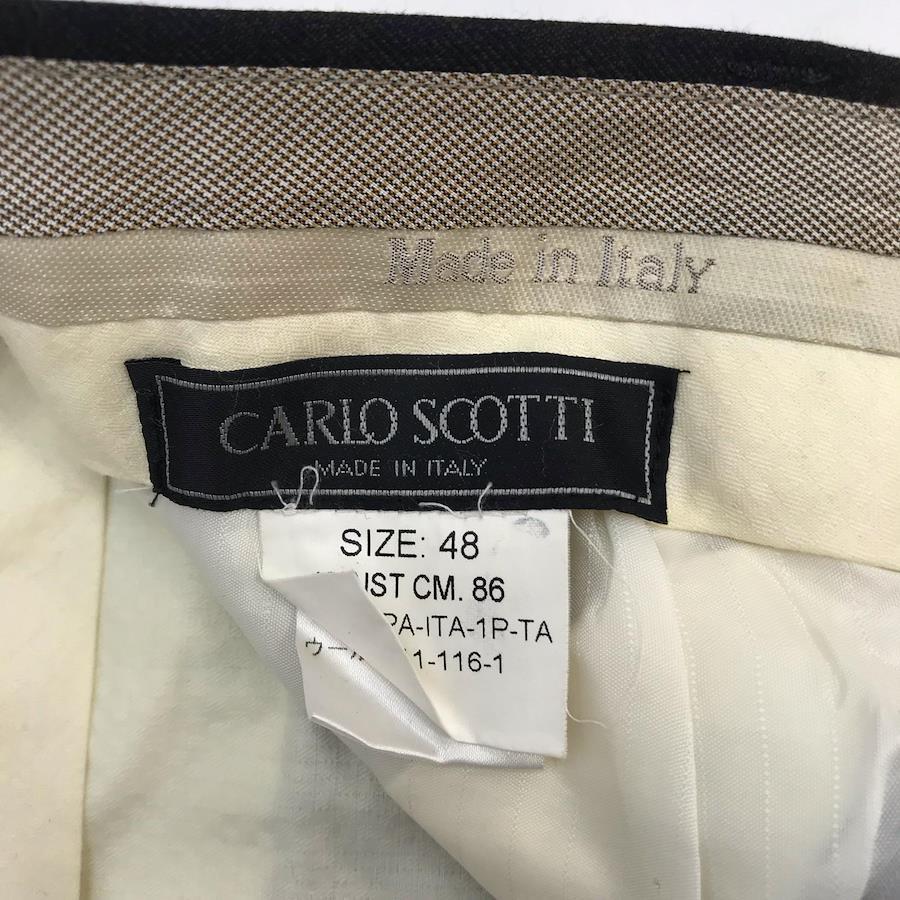 Made in Italy
CARLO SCOTTI
MADE IN ITALY
SIZE: 48
CM. 86
PA-ITA-1P-TA
ウール 1-116-1